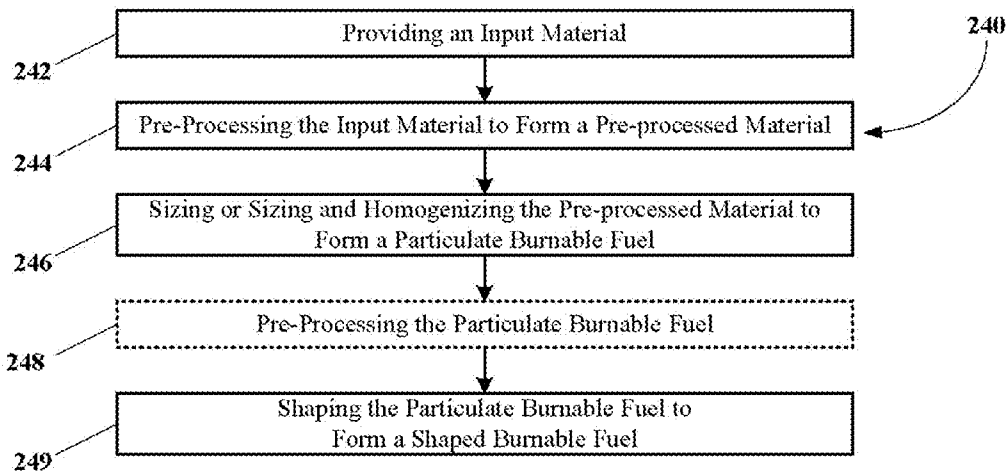 Providing an Input Material
240
242
Pre-Processing the Input Material to Form a Pre-processed Material
244
Sizing or Sizing and Homogenizing the Pre-processed Material to
Form a Particulate Burnable Fuel
246
Pre-Processing the Particulate Burnable Fuel
248
Shaping the Particulate Burnable Fuel to
Form a Shaped Burnable Fuel
249